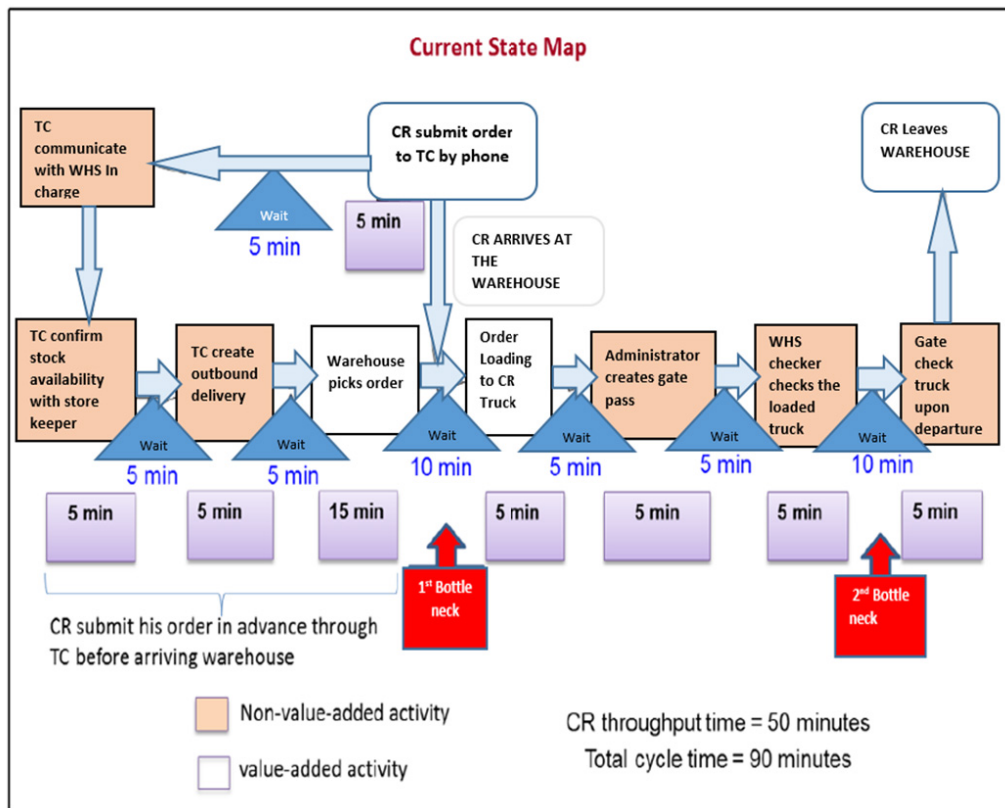 Current State Map
TC
communicate
with WHS In
charge
CR submit order
to TC by phone
CR Leaves
WAREHOUSE
Wait
5 min
5 min
CR ARRIVES AT
THE
WAREHOUSE
TC confirm
stock
availability
with store
keeper
TC create
outbound
delivery
Warehouse
picks order
Order
Loading
to CR
Truck
Administrator
creates gate
pass
WHS
checker
checks the
loaded
truck
Gate
check
truck
upon
departure
Wait
5 min
Wait
5 min
Wait
10 min
Wait
5 min
Wait
5 min
Wait
10 min
5 min
5 min
15 min
5 min
5 min
5 min
5 min
1st Bottle
neck
2nd Bottle
neck
CR submit his order in advance through
TC before arriving warehouse
Non-value-added activity
value-added activity
CR throughput time = 50 minutes
Total cycle time = 90 minutes